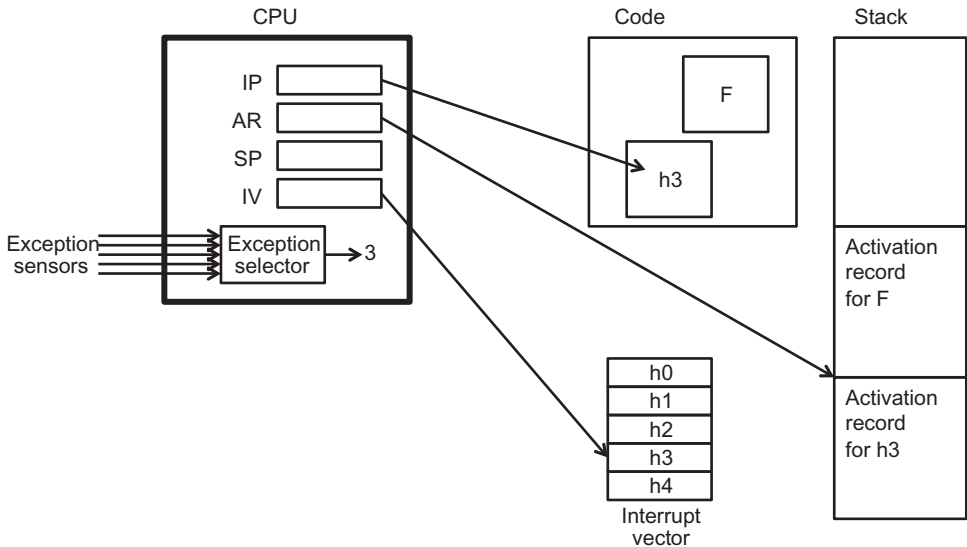 CPU
Code
Stack
IP
AR
SP
IV
Exception
sensors
Exception
selector
3
F
h3
Activation
record
for F
Activation
record
for h3
h0
h1
h2
h3
h4
Interrupt
vector